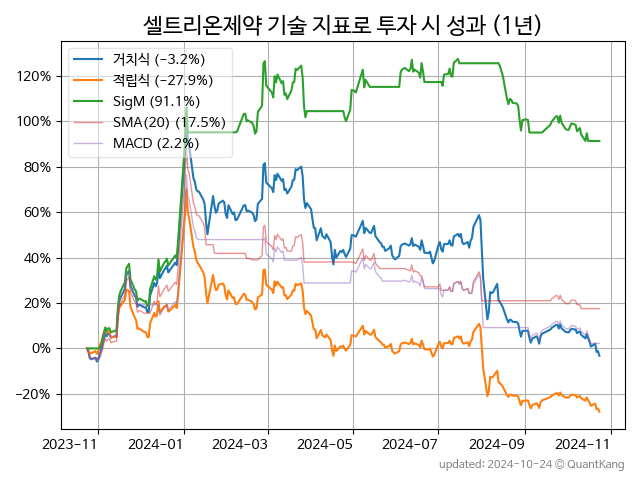 셀트리온제약 기술 지표로 투자 시 성과 (1년)
거치식 (−3.2%)
적립식 (−27.9%)
SigM (91.1%)
SMA(20) (17.5%)
MACD (2.2%)
120%
100%
80%
60%
40%
20%
0%
−20%
2023-11 2024-01 2024-03 2024-05 2024-07 2024-09 2024-11
updated: 2024-10-24 ⓒ QuantKang